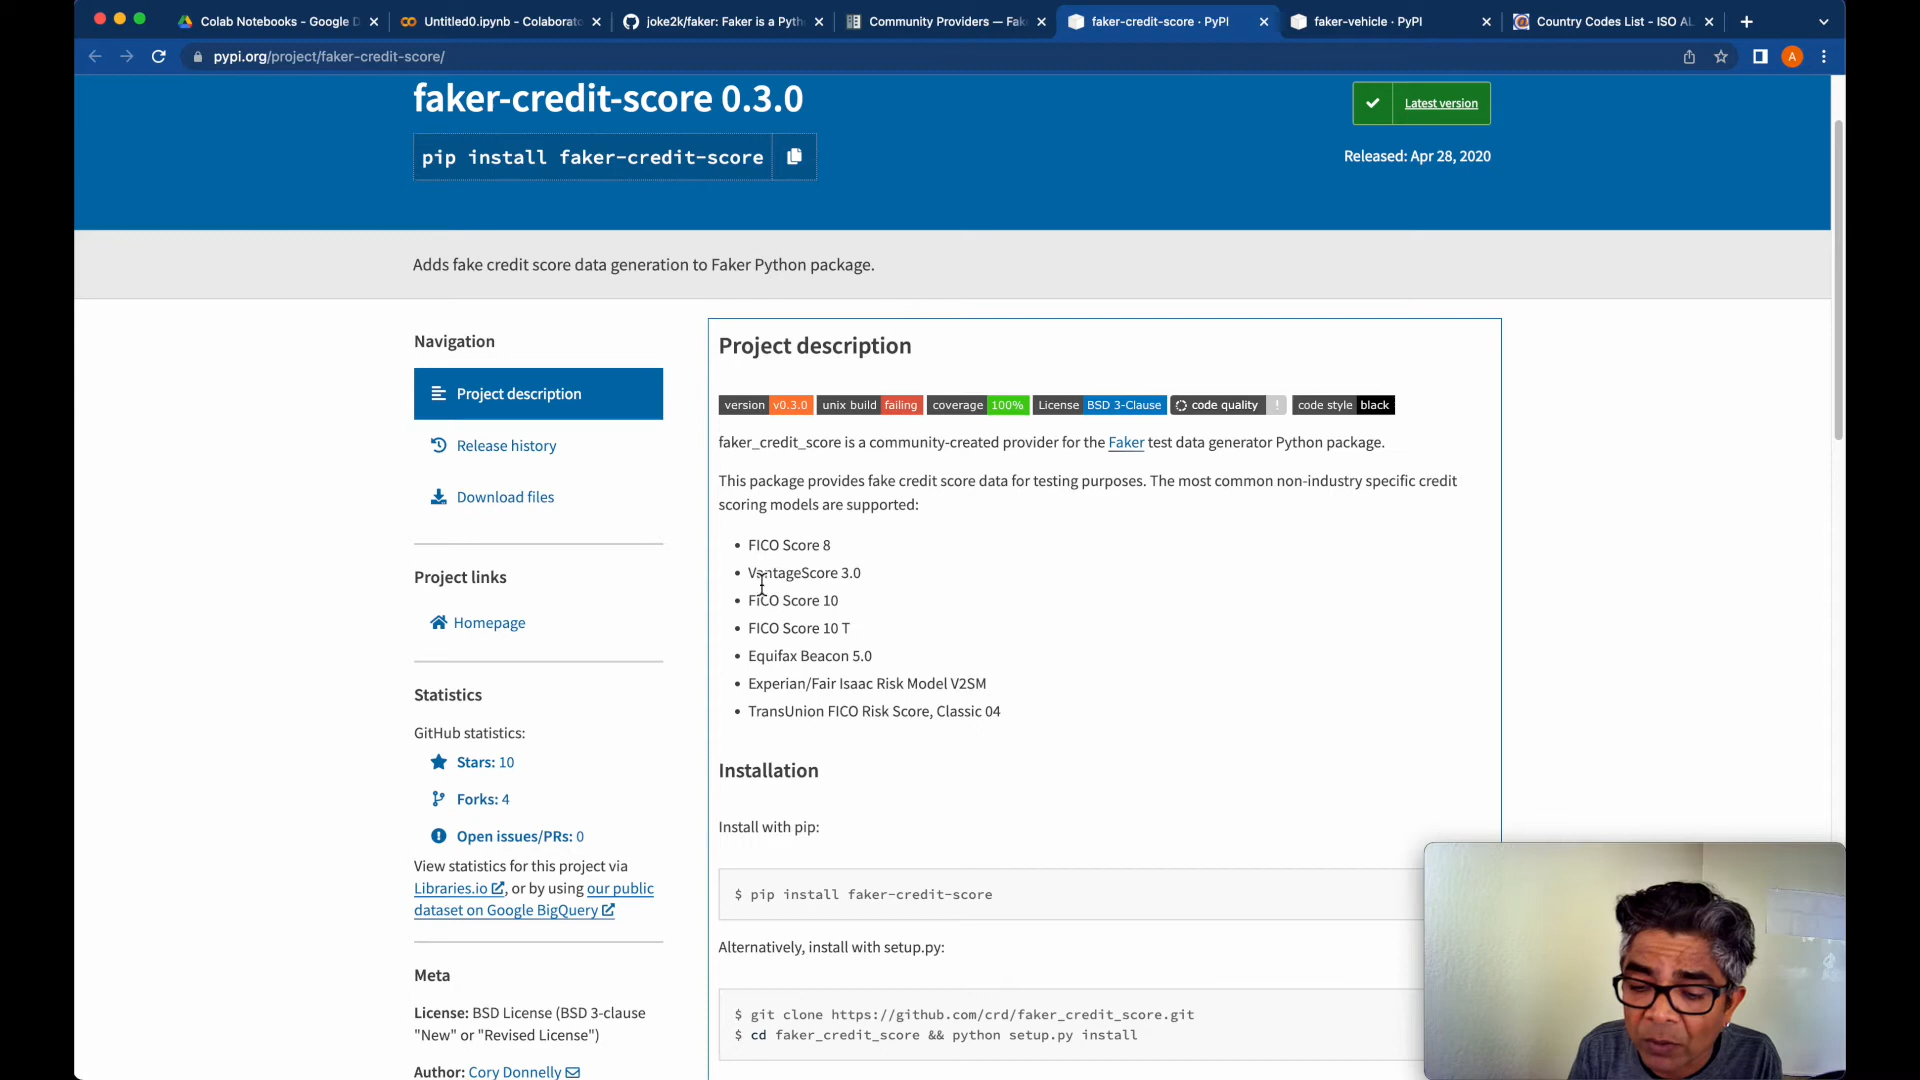 Colab Notebooks - Google D
Untitled0.ipynb - Colaborato
joke2k/faker: Faker is a Pyth
Community Providers — Fak
faker-credit-score · PyPI
faker-vehicle · PyPI
Country Codes List - ISO AL
pypi.org/project/faker-credit-score/
A
faker-credit-score 0.3.0
Latest version
pip install faker-credit-score
Released: Apr 28, 2020
Adds fake credit score data generation to Faker Python package.
Navigation
Project description
Release history
Download files
Project links
Homepage
Statistics
GitHub statistics:
Stars: 10
Forks: 4
Open issues/PRs: 0
View statistics for this project via
Libraries.io, or by using our public
dataset on Google BigQuery
Meta
License: BSD License (BSD 3-clause
"New" or "Revised License")
Author: Cory Donnelly
Project description
version v0.3.0 unix build failing coverage 100% License BSD 3-Clause code quality ! code style black
faker_credit_score is a community-created provider for the Faker test data generator Python package.
This package provides fake credit score data for testing purposes. The most common non-industry specific credit
scoring models are supported:
• FICO Score 8
• VantageScore 3.0
• FICO Score 10
• FICO Score 10 T
• Equifax Beacon 5.0
• Experian/Fair Isaac Risk Model V2SM
• TransUnion FICO Risk Score, Classic 04
Installation
Install with pip:
$ pip install faker-credit-score
Alternatively, install with setup.py:
$ git clone https://github.com/crd/faker_credit_score.git
$ cd faker_credit_score && python setup.py install